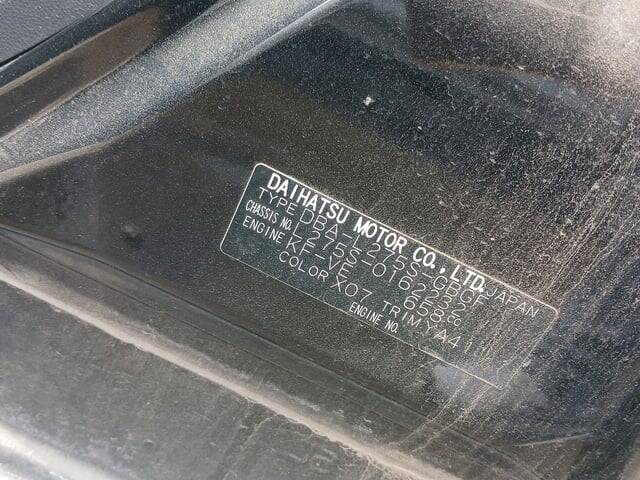 DAIHATSU MOTOR CO., LTD. JAPAN
TYPE DBA-L275S-GBGF
CHASSIS NO. L275S-0162232
ENGINE KF-VE 658cc
COLOR X07 TRIM YA41
ENGINE NO.